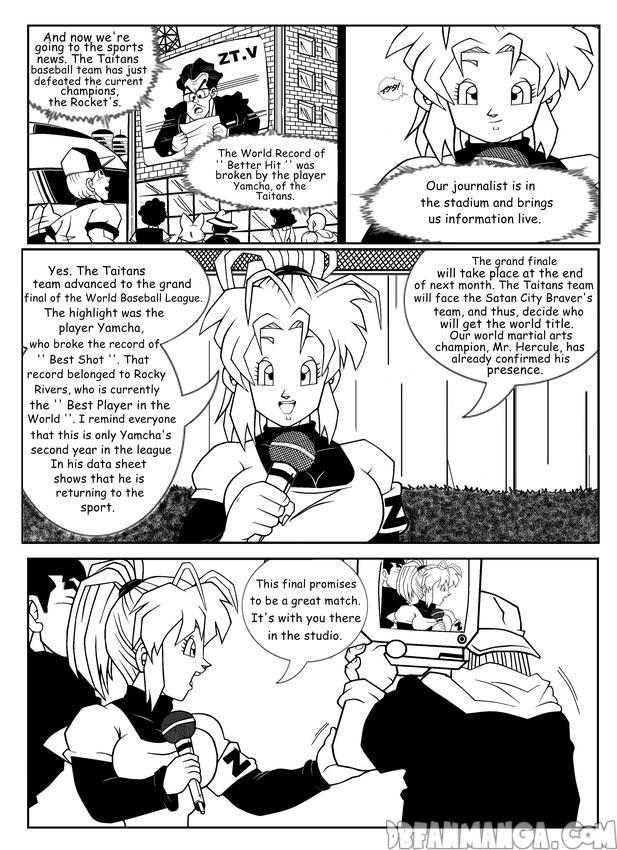 And now we're
going to the sports
news. The Taitans
baseball team has just
defeated the current
champions,
the Rocket's.
ZT.V
The World Record of
'' Better Hit '' was
broken by the player
Yamcha, of the
Taitans.
Our journalist is in
the stadium and brings
us information live.
Yes. The Taitans
team advanced to the grand
final of the World Baseball League.
The highlight was the
player Yamcha,
who broke the record of
'' Best Shot ''. That
record belonged to Rocky
Rivers, who is currently
the '' Best Player in the
World ''. I remind everyone
that this is only Yamcha's
second year in the league
In his data sheet
shows that he is
returning to the
sport.
The grand finale
will take place at the end
of next month. The Taitans team
will face the Satan City Braver's
team, and thus, decide who
will get the world title.
Our world martial arts
champion, Mr. Hercule, has
already confirmed his
presence.
Z
This final promises
to be a great match.
It's with you there
in the studio.
Z
DBFANMANGA.COM